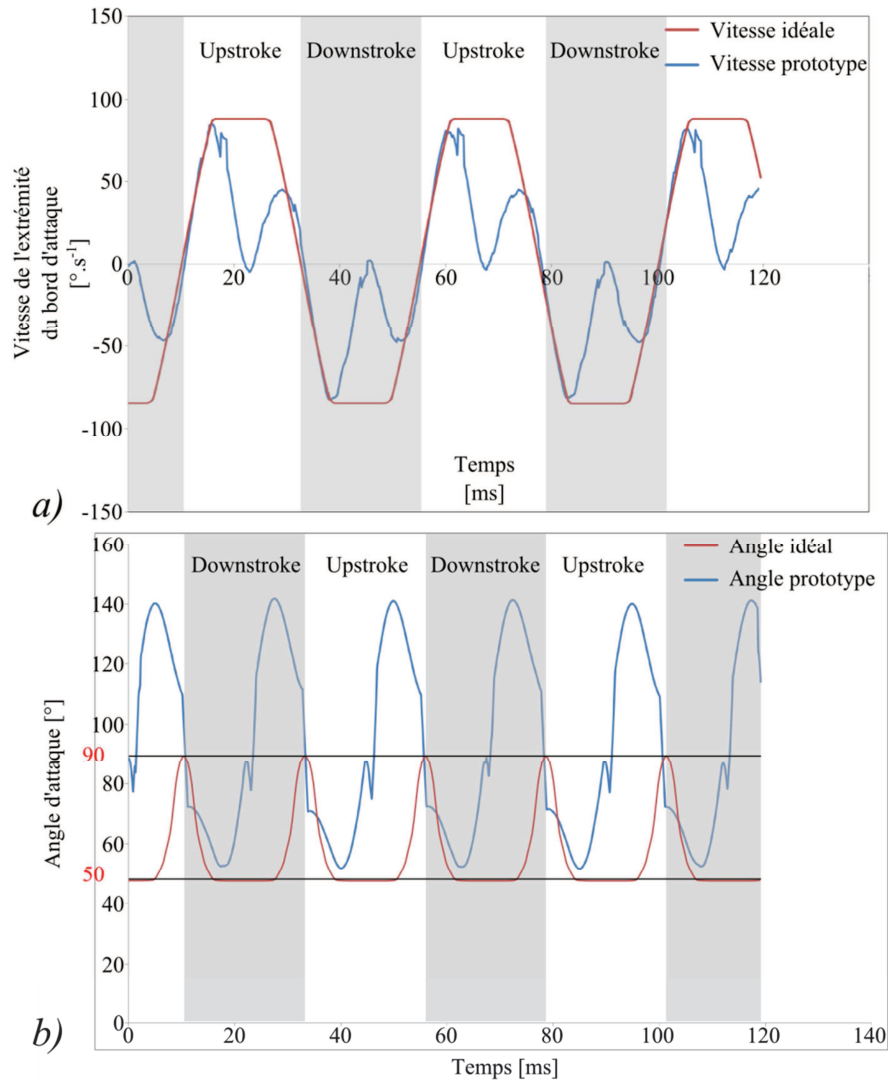 150
Vitesse idéale
Upstroke Downstroke Upstroke Downstroke
Vitesse prototype
100
50
0
0 20 40 60 80 100 120
-50
-100
-150
Vitesse de l'extrémité
du bord d'attaque
[°.s⁻¹]
Temps
[ms]
a)
160
Angle idéal
Downstroke Upstroke Downstroke Upstroke
Angle prototype
140
120
100
90
80
60
50
40
20
0
Angle d'attaque [°]
0 20 40 60 80 100 120 140
Temps [ms]
b)